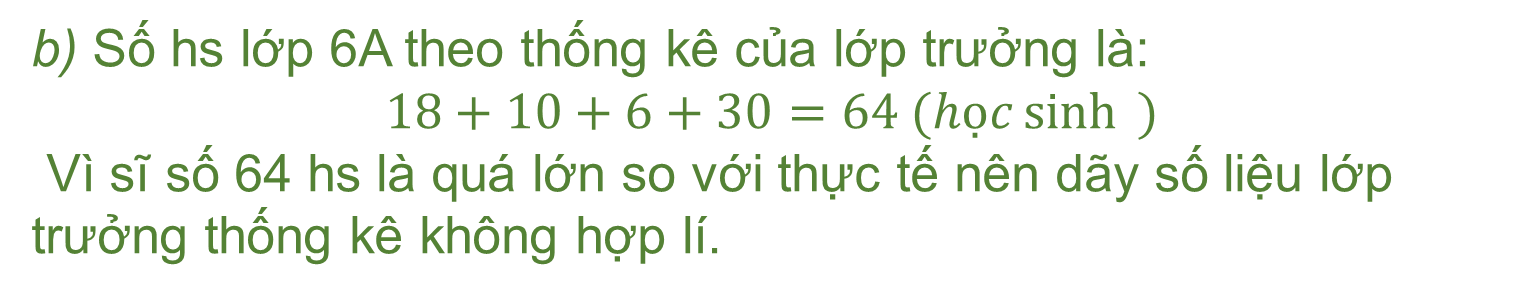 b) Số hs lớp 6A theo thống kê của lớp trưởng là:
18 + 10 + 6 + 30 = 64 (học sinh )
Vì sĩ số 64 hs là quá lớn so với thực tế nên dãy số liệu lớp
trưởng thống kê không hợp lí.